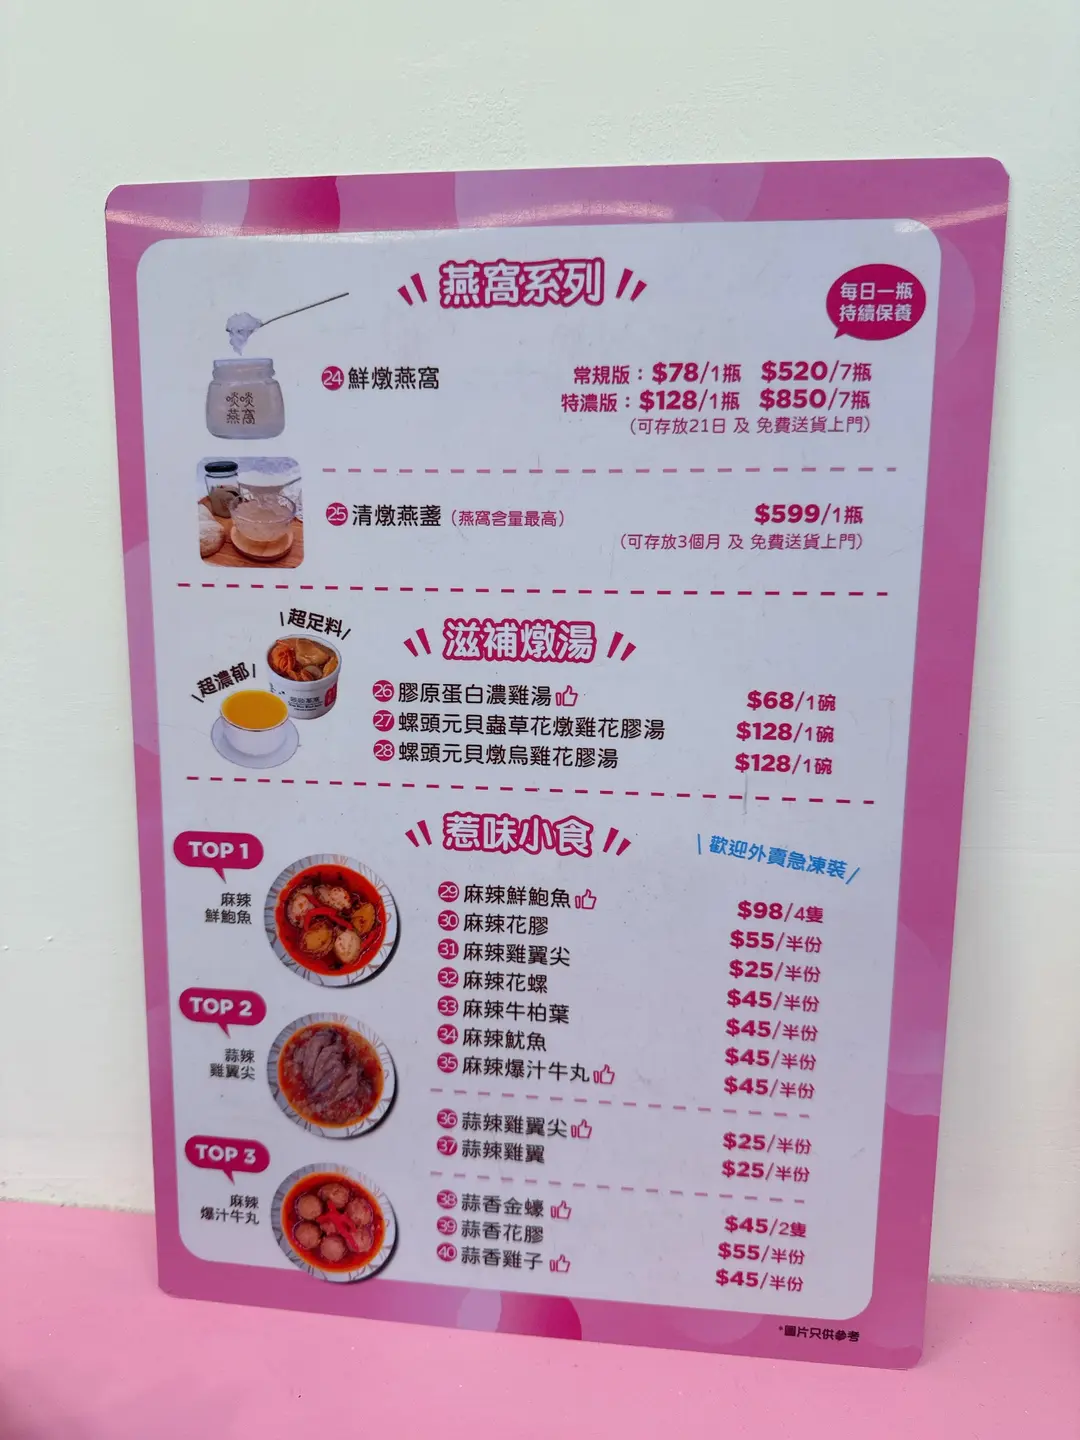 燕窩系列
每日一瓶
持續保養
啖啖
燕窩
24 鮮燉燕窩
常規版：$78/1瓶 $520/7瓶
特濃版：$128/1瓶 $850/7瓶
(可存放21日 及 免費送貨上門)
25 清燉燕盞 (燕窩含量最高) $599/1瓶
(可存放3個月 及 免費送貨上門)
超足料
超濃郁
滋補燉湯
26 膠原蛋白濃雞湯 $68/1碗
27 螺頭元貝蟲草花燉雞花膠湯 $128/1碗
28 螺頭元貝燉烏雞花膠湯 $128/1碗
惹味小食
歡迎外賣急凍裝
TOP 1
麻辣
鮮鮑魚
29 麻辣鮮鮑魚 $98/4隻
30 麻辣花膠 $55/半份
31 麻辣雞翼尖 $25/半份
32 麻辣花螺 $45/半份
33 麻辣牛柏葉 $45/半份
34 麻辣魷魚 $45/半份
35 麻辣爆汁牛丸 $45/半份
TOP 2
蒜辣
雞翼尖
36 蒜辣雞翼尖 $25/半份
37 蒜辣雞翼 $25/半份
TOP 3
麻辣
爆汁牛丸
38 蒜香金蠔 $45/2隻
39 蒜香花膠 $55/半份
40 蒜香雞子 $45/半份
*圖片只供參考